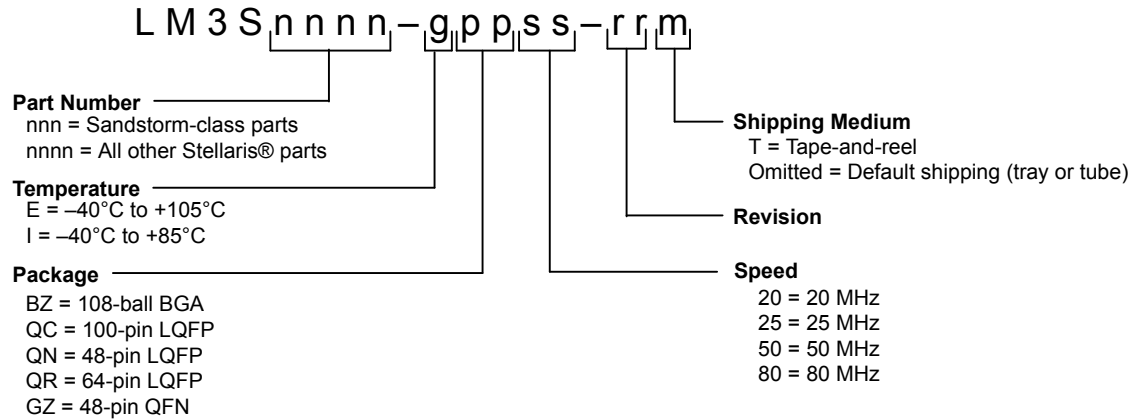 LM3Snnnn–gppss–rrm
Part Number
nnn = Sandstorm-class parts
nnnn = All other Stellaris® parts
Temperature
E = –40°C to +105°C
I = –40°C to +85°C
Package
BZ = 108-ball BGA
QC = 100-pin LQFP
QN = 48-pin LQFP
QR = 64-pin LQFP
GZ = 48-pin QFN
Shipping Medium
T = Tape-and-reel
Omitted = Default shipping (tray or tube)
Revision
Speed
20 = 20 MHz
25 = 25 MHz
50 = 50 MHz
80 = 80 MHz